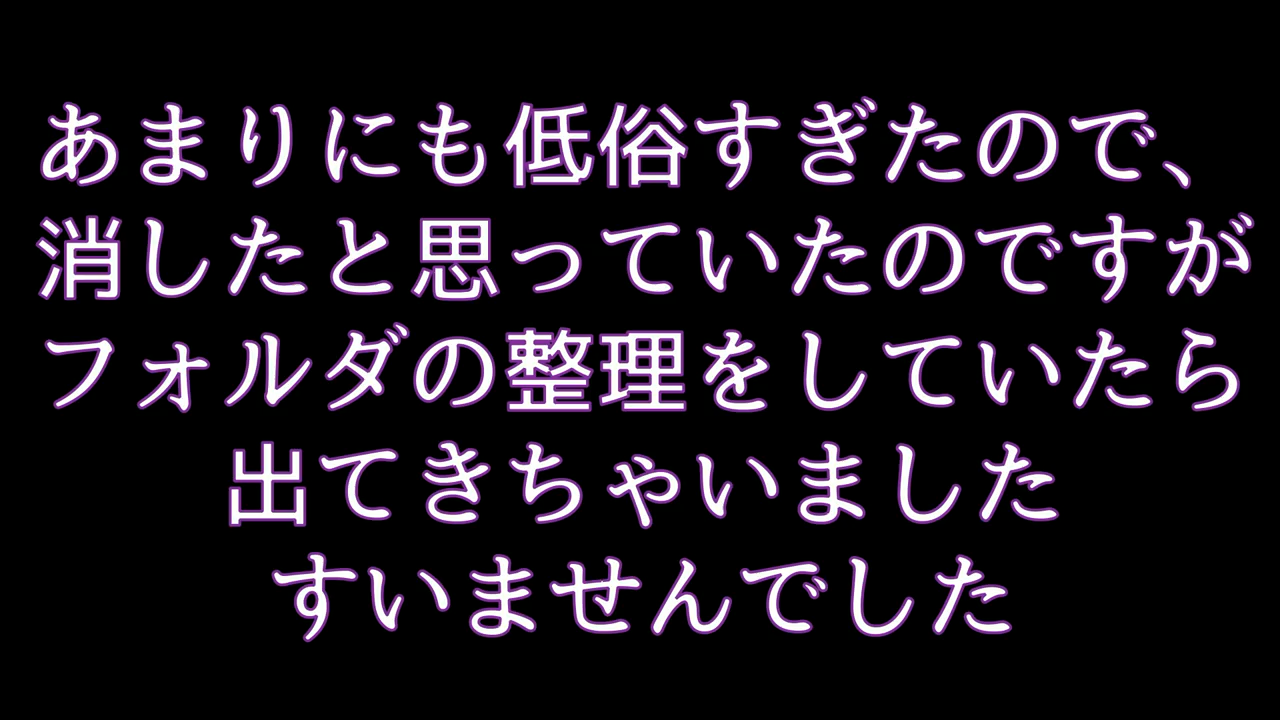 あまりにも低俗すぎたので、
消したと思っていたのですが
フォルダの整理をしていたら
出てきちゃいました
すいませんでした